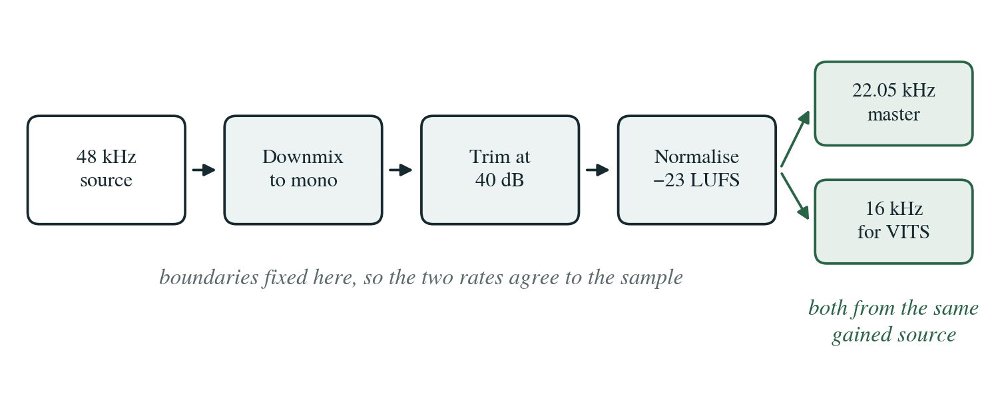 48 kHz
source
Downmix
to mono
Trim at
40 dB
Normalise
−23 LUFS
22.05 kHz
master
16 kHz
for VITS
boundaries fixed here, so the two rates agree to the sample
both from the same
gained source